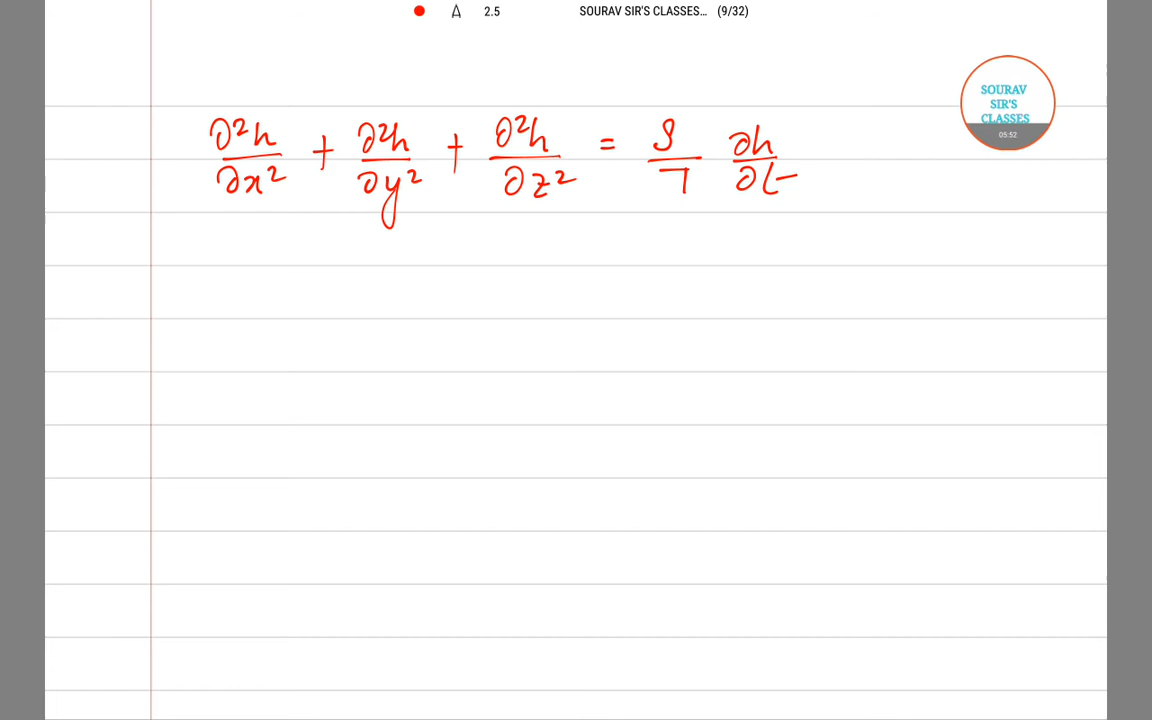 2.5 SOURAV SIR'S CLASSES... (9/32)
SOURAV
SIR'S
CLASSES
05:52
∂²h/∂x² + ∂²h/∂y² + ∂²h/∂z² = S/T ∂h/∂t